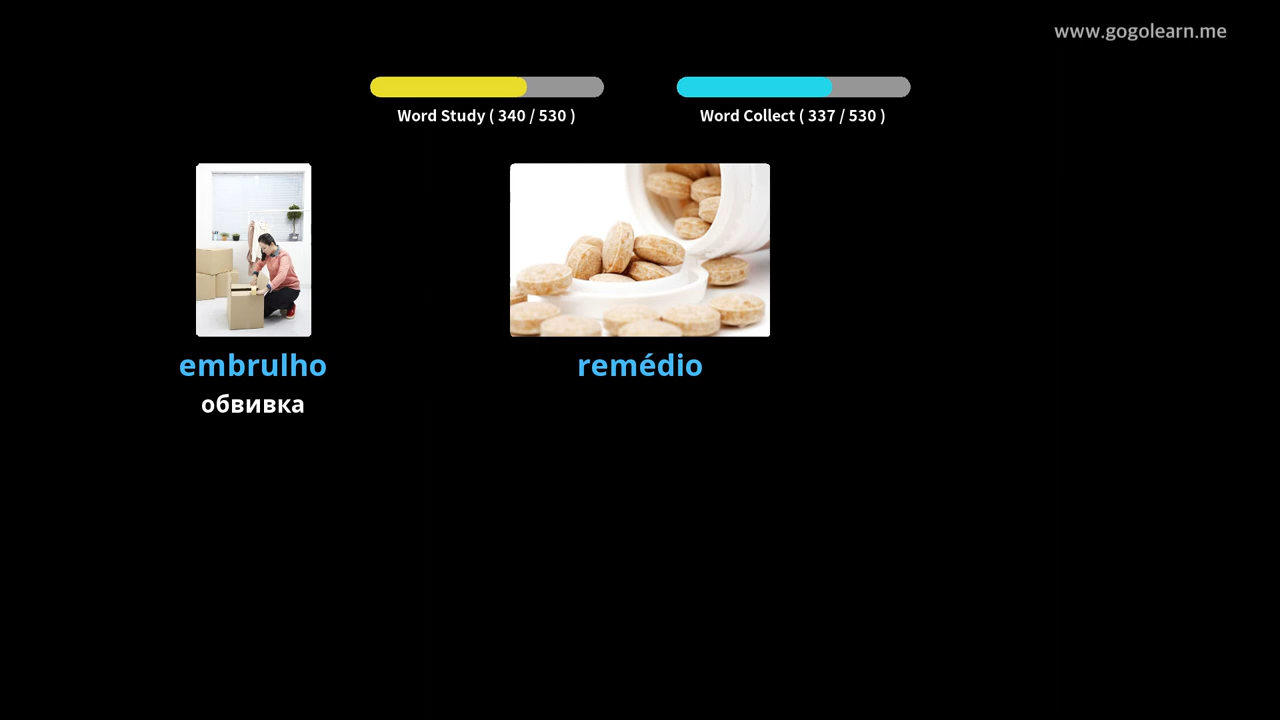 www.gogolearn.me
Word Study ( 340 / 530 )
Word Collect ( 337 / 530 )
embrulho
remédio
обвивка